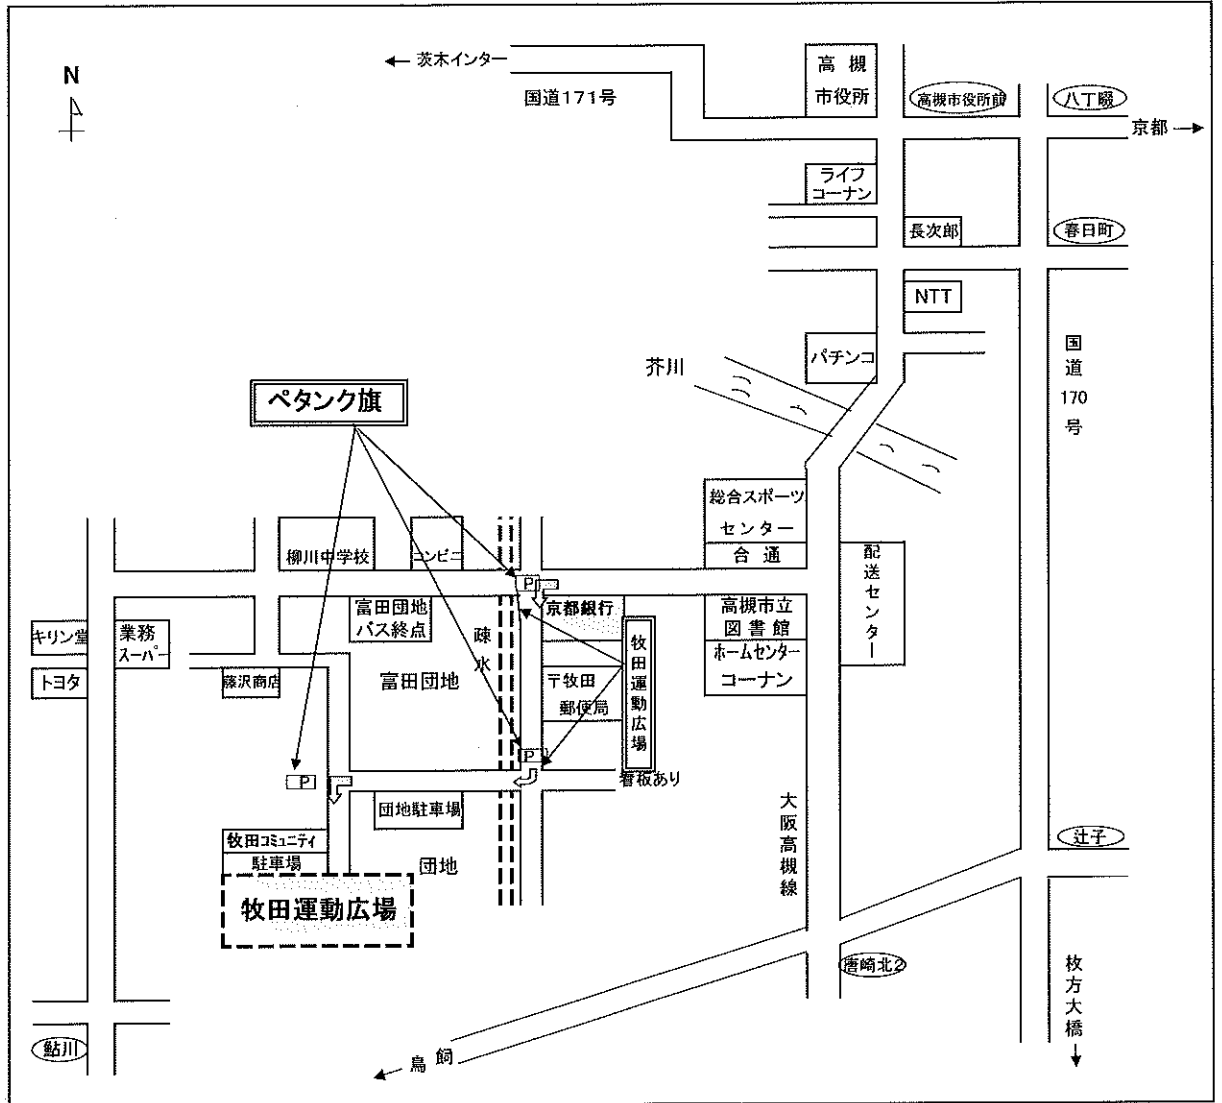 ← 茨木インター
国道171号
高槻
市役所
高槻市役所前
八丁畷
京都 →
N
ライフ
コーナン
長次郎
春日町
NTT
パチンコ
芥川
国道170号
ペタンク旗
総合スポーツ
センター
合通
配送センター
柳川中学校
コンビニ
P
京都銀行
高槻市立
図書館
ホームセンター
コーナン
富田団地
バス終点
疎水
牧田運動広場
キリン堂
業務
スーパー
トヨタ
藤沢商店
富田団地
〒牧田
郵便局
P
P
看板あり
団地駐車場
牧田コミュニティ
駐車場
団地
牧田運動広場
大阪高槻線
辻子
唐崎北2
枚方大橋
↓
鮎川
← 鳥飼